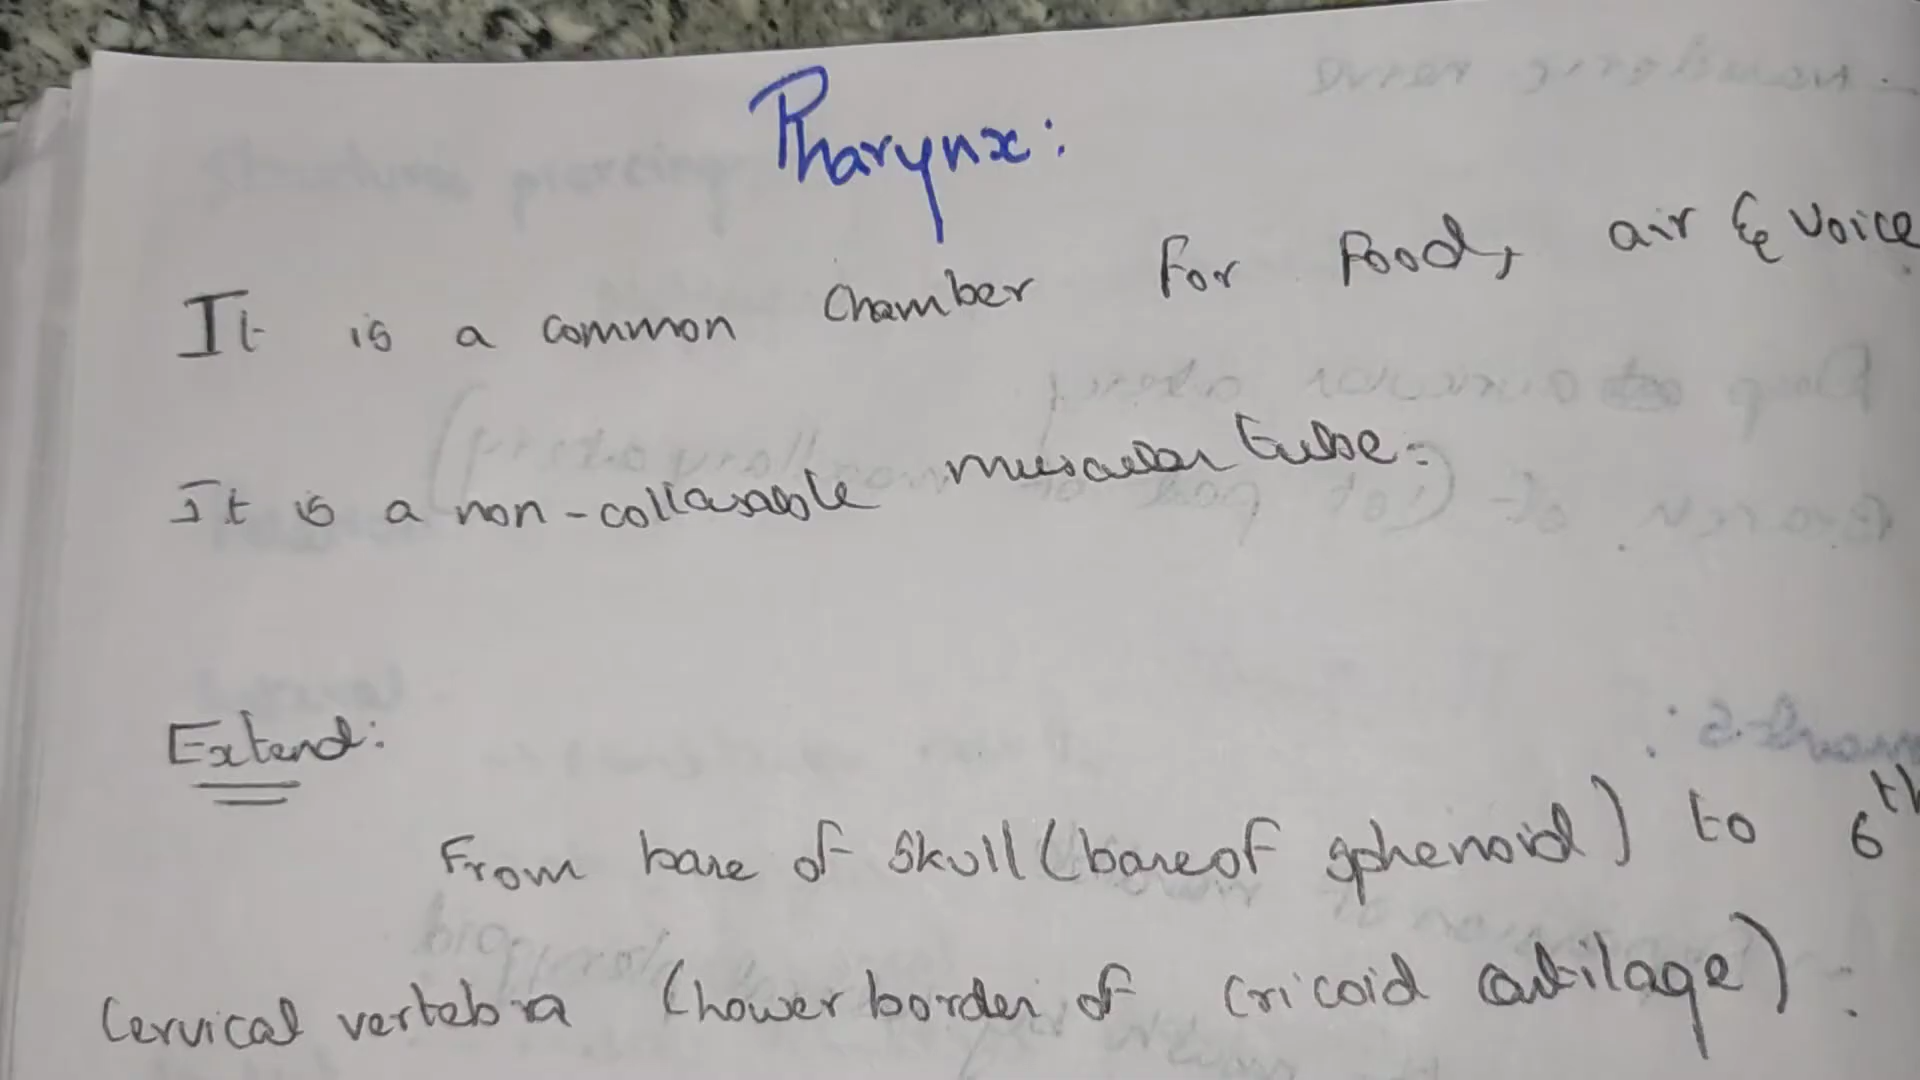 Pharynx:
It is a common chamber for food, air & voice
It is a non-collasable muscular tube.
Extend:
From base of skull (base of sphenoid) to 6th
Cervical vertebra (lower border of cricoid cartilage).